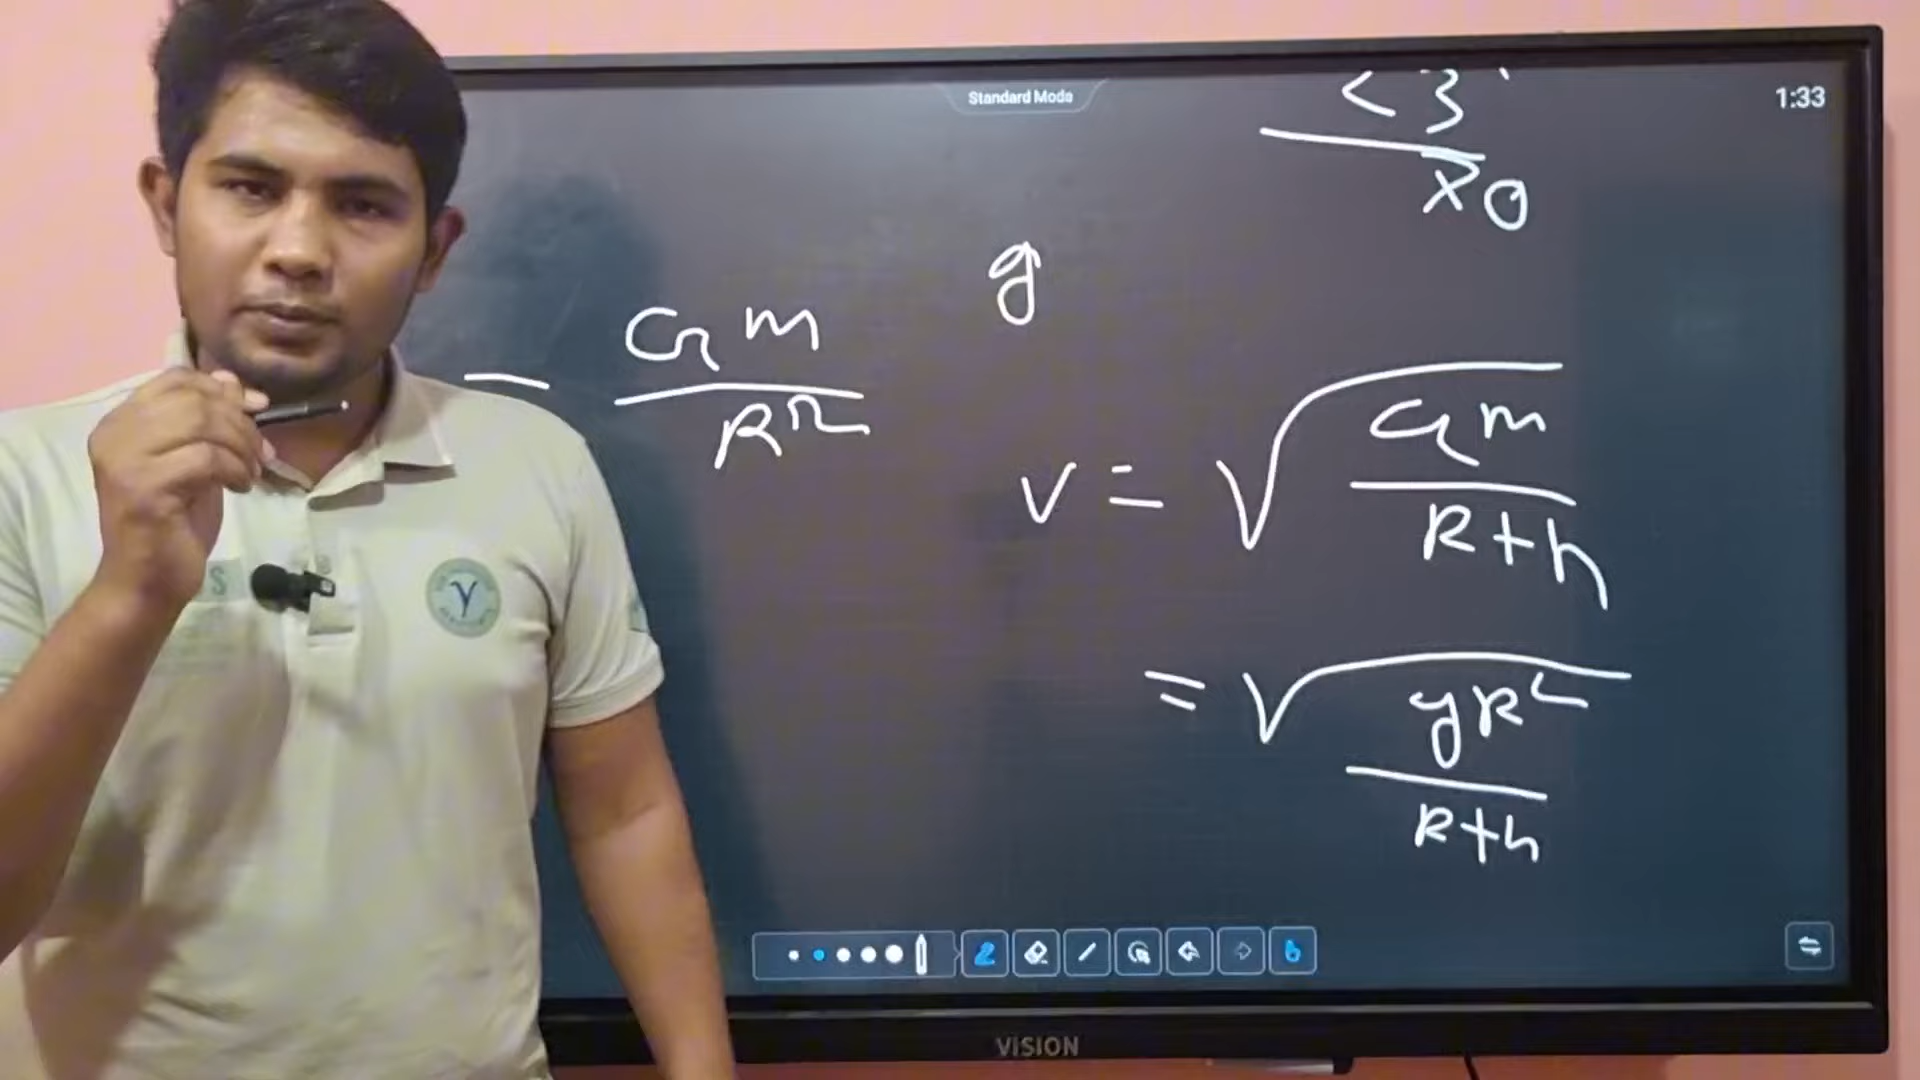 Standard Mode
1:33
< 3
x0
g
= GM / R²
v = √(GM / R+h)
= √(gR² / R+h)
VISION